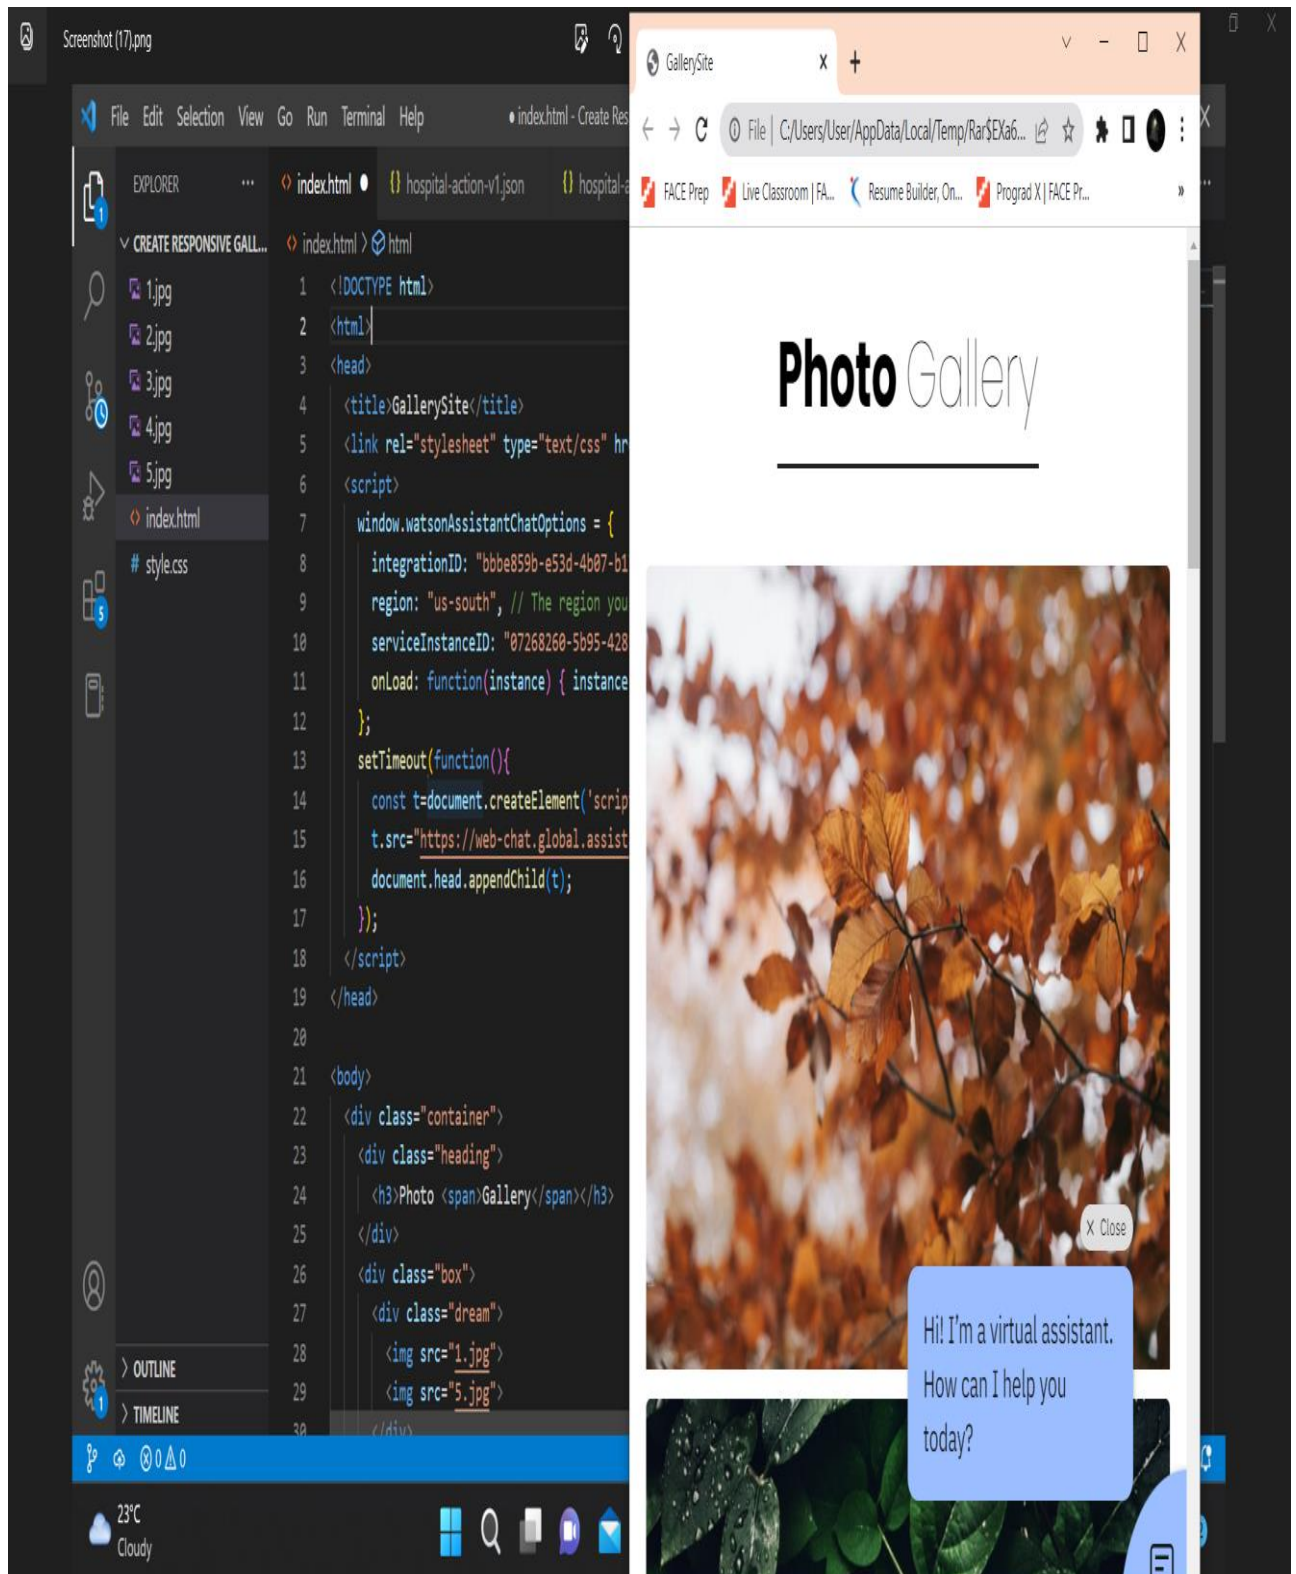 Screenshot (17).png
File Edit Selection View Go Run Terminal Help
index.html - Create Res
EXPLORER ...
index.html
{} hospital-action-v1.json
{} hospital-a
CREATE RESPONSIVE GALL...
1.jpg
2.jpg
3.jpg
4.jpg
5.jpg
index.html
# style.css
OUTLINE
TIMELINE
index.html > html
1 <!DOCTYPE html>
2 <html>
3 <head>
4 <title>GallerySite</title>
5 <link rel="stylesheet" type="text/css" hr
6 <script>
7 window.watsonAssistantChatOptions = {
8 integrationID: "bbbe859b-e53d-4b07-b1
9 region: "us-south", // The region you
10 serviceInstanceID: "07268260-5b95-428
11 onLoad: function(instance) { instance
12 };
13 setTimeout(function(){
14 const t=document.createElement('scrip
15 t.src="https://web-chat.global.assist
16 document.head.appendChild(t);
17 });
18 </script>
19 </head>
20
21 <body>
22 <div class="container">
23 <div class="heading">
24 <h3>Photo <span>Gallery</span></h3>
25 </div>
26 <div class="box">
27 <div class="dream">
28 <img src="1.jpg">
29 <img src="5.jpg">
30 </div>
0 0
23°C
Cloudy
GallerySite
File | C:/Users/User/AppData/Local/Temp/Rar$EXa6...
FACE Prep
Live Classroom | FA...
Resume Builder, On...
Prograd X | FACE Pr...
»
Photo Gallery
X Close
Hi! I'm a virtual assistant.
How can I help you
today?
1
5
1